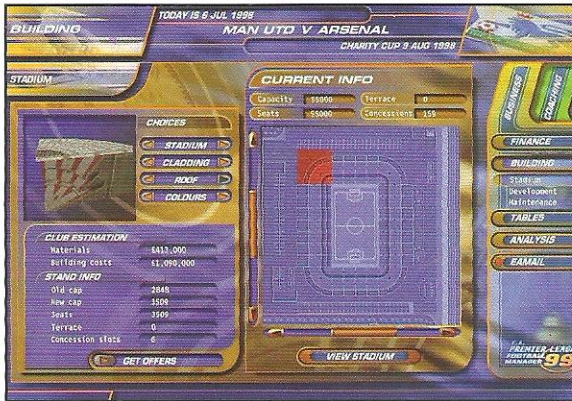 BUILDING
TODAY IS 6 JUL 1998
MAN UTD V ARSENAL
CHARITY CUP 9 AUG 1998
STADIUM
CHOICES
STADIUM
CLADDING
ROOF
COLOURS
CLUB ESTIMATION
Materials £413,000
Building costs £1,090,000
STAND INFO
Old cap 2848
New cap 3509
Seats 3509
Terrace 0
Concession slots 6
GET OFFERS
CURRENT INFO
Capacity 55000 Terrace 0
Seats 55000 Concessions 159
VIEW STADIUM
BUSINESS
COACHING
FINANCE
BUILDING
Stadium
Development
Maintenance
TABLES
ANALYSIS
EAMAIL
F.A.
PREMIER LEAGUE
FOOTBALL
MANAGER 99